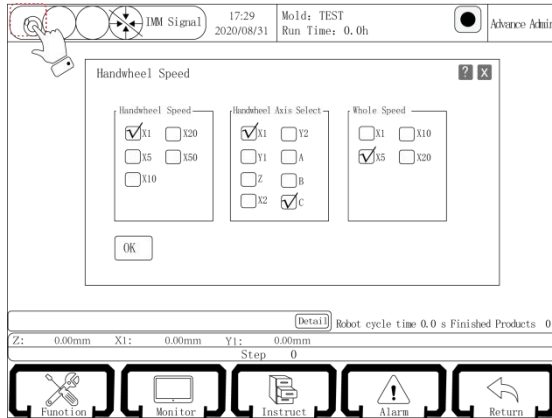 IMM Signal
17:29
2020/08/31
Mold: TEST
Run Time: 0.0h
Advance Admin
Handwheel Speed
? X
Handwheel Speed
X1 X20
X5 X50
X10
Handwheel Axis Select
X1 Y2
Y1 A
Z B
X2 C
Whole Speed
X1 X10
X5 X20
OK
Detail Robot cycle time 0.0 s Finished Products 0
Z: 0.00mm X1: 0.00mm Y1: 0.00mm
Step 0
Funotion Monitor Instruct Alarm Return